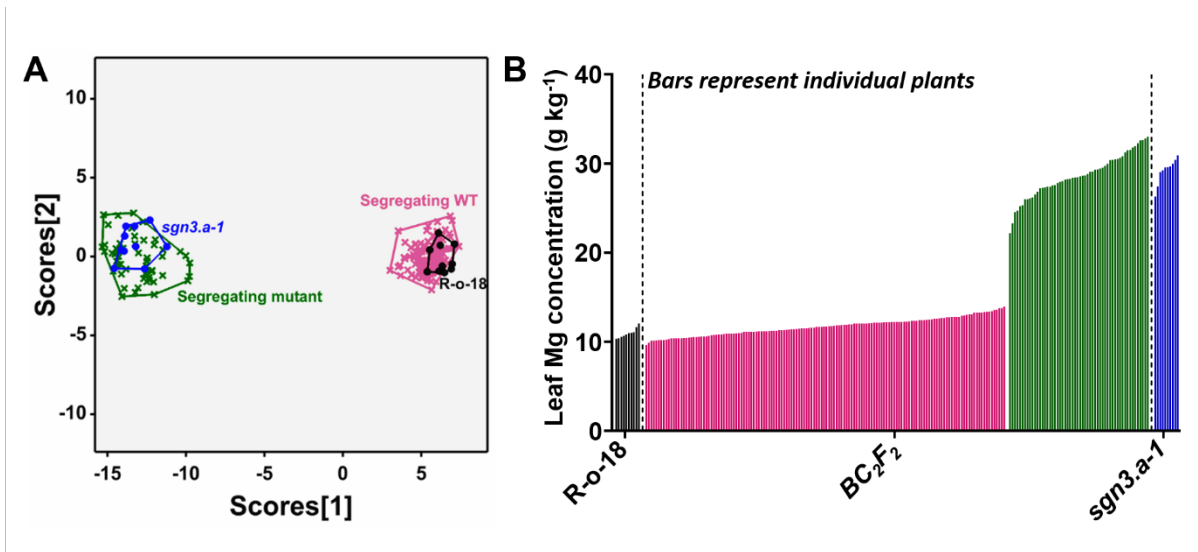 A
10
5
0
-5
-10
Scores[2]
sgn3.a-1
Segregating mutant
Segregating WT
R-o-18
-15 -10 -5 0 5
Scores[1]
B
Bars represent individual plants
40
30
20
10
0
Leaf Mg concentration (g kg⁻¹)
R-o-18
BC₂F₂
sgn3.a-1